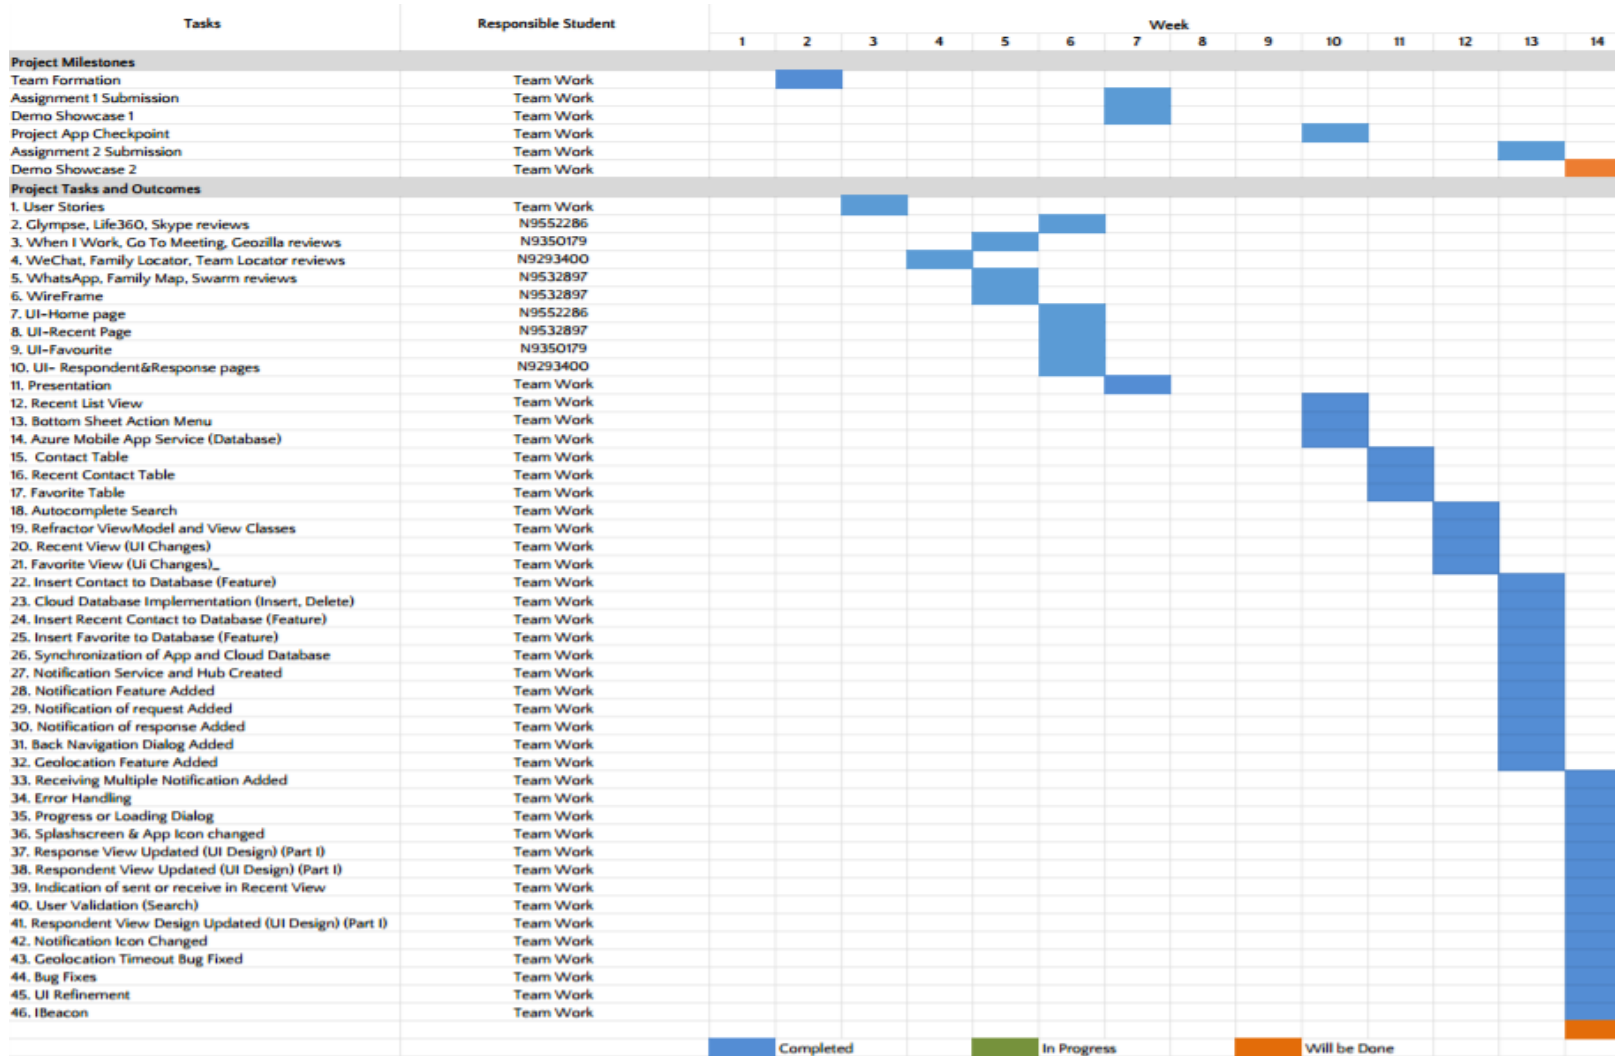 Tasks Responsible Student Week
1 2 3 4 5 6 7 8 9 10 11 12 13 14
Project Milestones
Team Formation Team Work
Assignment 1 Submission Team Work
Demo Showcase 1 Team Work
Project App Checkpoint Team Work
Assignment 2 Submission Team Work
Demo Showcase 2 Team Work
Project Tasks and Outcomes
1. User Stories Team Work
2. Glympse, Life360, Skype reviews N9552286
3. When I Work, Go To Meeting, Geozilla reviews N9350179
4. WeChat, Family Locator, Team Locator reviews N9293400
5. WhatsApp, Family Map, Swarm reviews N9532897
6. WireFrame N9532897
7. UI-Home page N9552286
8. UI-Recent Page N9532897
9. UI-Favourite N9350179
10. UI- Respondent&Response pages N9293400
11. Presentation Team Work
12. Recent List View Team Work
13. Bottom Sheet Action Menu Team Work
14. Azure Mobile App Service (Database) Team Work
15. Contact Table Team Work
16. Recent Contact Table Team Work
17. Favorite Table Team Work
18. Autocomplete Search Team Work
19. Refractor ViewModel and View Classes Team Work
20. Recent View (UI Changes) Team Work
21. Favorite View (Ui Changes)_ Team Work
22. Insert Contact to Database (Feature) Team Work
23. Cloud Database Implementation (Insert, Delete) Team Work
24. Insert Recent Contact to Database (Feature) Team Work
25. Insert Favorite to Database (Feature) Team Work
26. Synchronization of App and Cloud Database Team Work
27. Notification Service and Hub Created Team Work
28. Notification Feature Added Team Work
29. Notification of request Added Team Work
30. Notification of response Added Team Work
31. Back Navigation Dialog Added Team Work
32. Geolocation Feature Added Team Work
33. Receiving Multiple Notification Added Team Work
34. Error Handling Team Work
35. Progress or Loading Dialog Team Work
36. Splashscreen & App Icon changed Team Work
37. Response View Updated (UI Design) (Part I) Team Work
38. Respondent View Updated (UI Design) (Part I) Team Work
39. Indication of sent or receive in Recent View Team Work
40. User Validation (Search) Team Work
41. Respondent View Design Updated (UI Design) (Part I) Team Work
42. Notification Icon Changed Team Work
43. Geolocation Timeout Bug Fixed Team Work
44. Bug Fixes Team Work
45. UI Refinement Team Work
46. IBeacon Team Work
Completed In Progress Will be Done